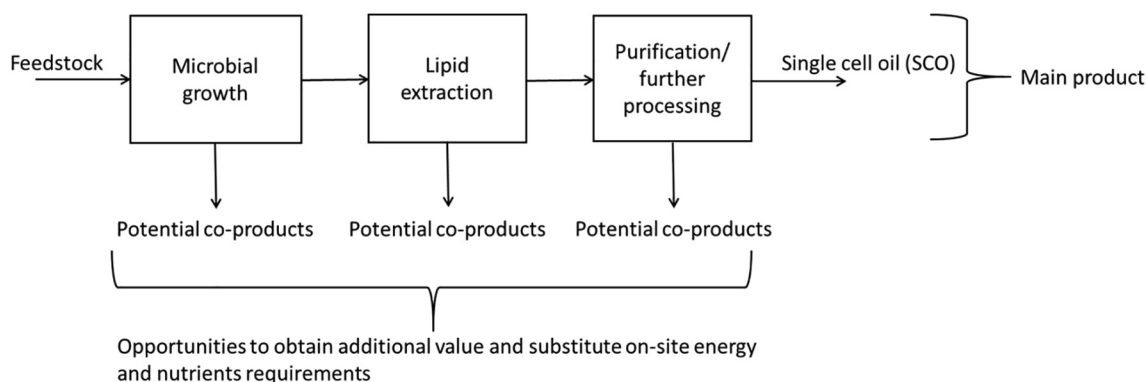 Feedstock
Microbial
growth
Lipid
extraction
Purification/
further
processing
Single cell oil (SCO)
Main product
Potential co-products
Potential co-products
Potential co-products
Opportunities to obtain additional value and substitute on-site energy
and nutrients requirements